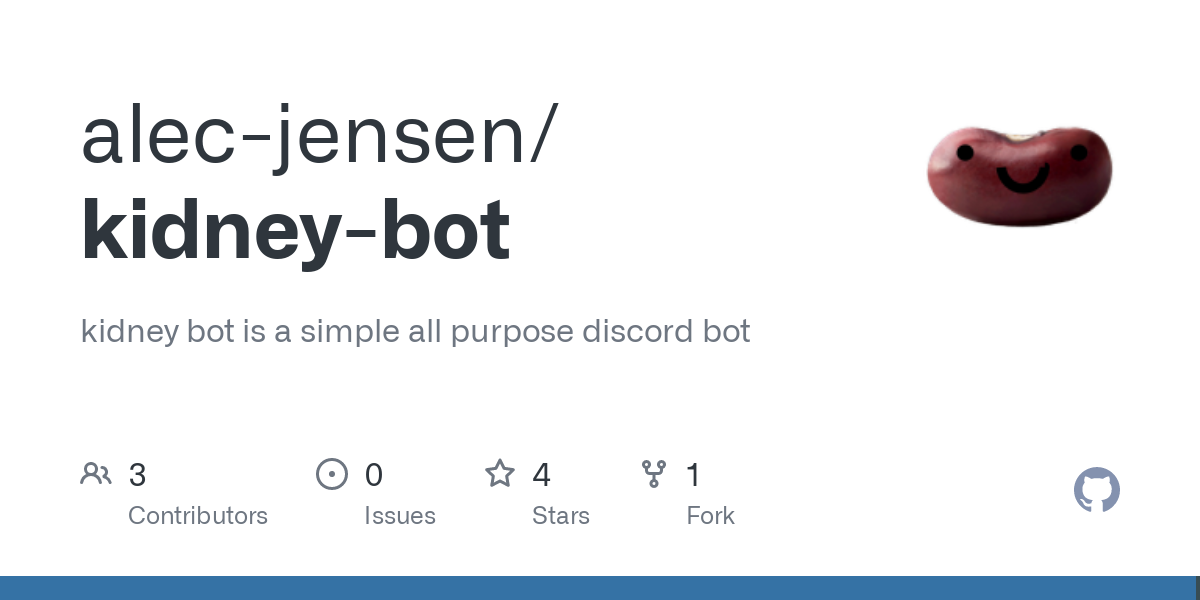 alec-jensen/
kidney-bot
kidney bot is a simple all purpose discord bot
3
Contributors
0
Issues
4
Stars
1
Fork